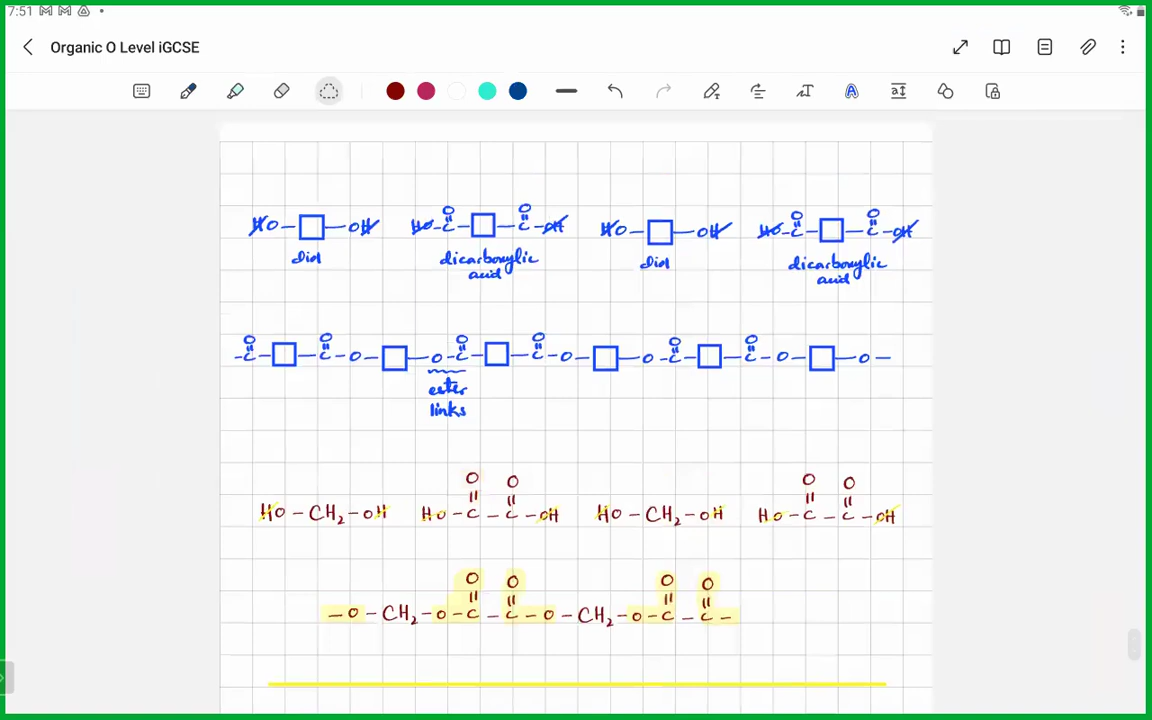 7:51
Organic O Level iGCSE
HO - □ - OH HO - C - □ - C - OH HO - □ - OH HO - C - □ - C - OH
O O O O
diol dicarboxylic acid diol dicarboxylic acid
O O O O O O
- C - □ - C - O - □ - O - C - □ - C - O - □ - O - C - □ - C - O - □ - O -
ester
links
O O O O
HO - CH₂ - OH HO - C - C - OH HO - CH₂ - OH HO - C - C - OH
O O O O
- O - CH₂ - O - C - C - O - CH₂ - O - C - C -